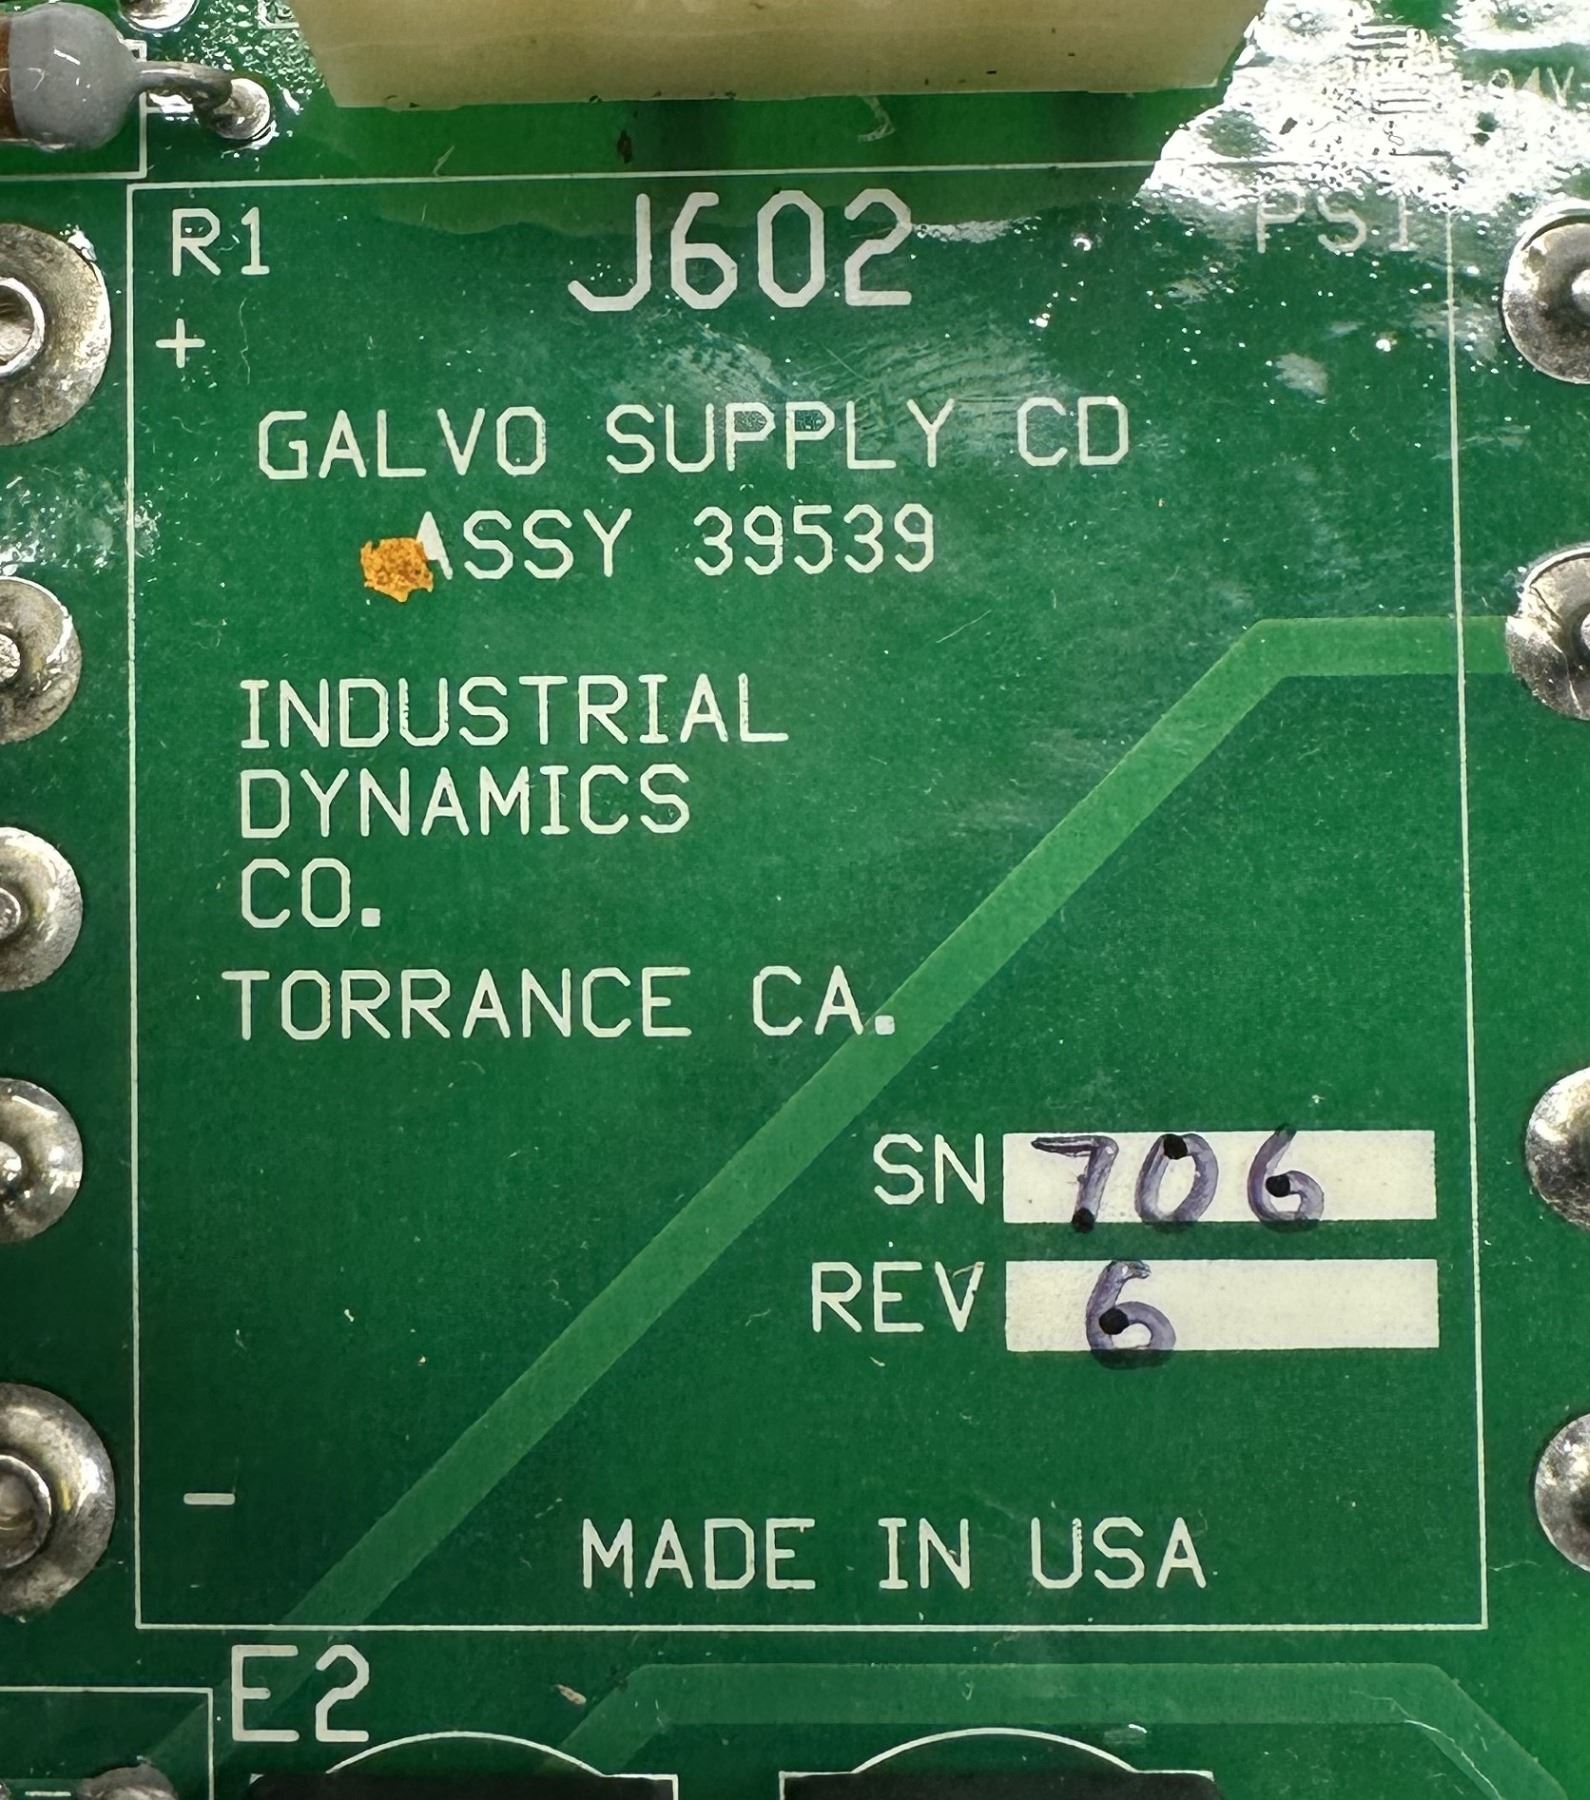 94V
J602
R1
PS1
+
GALVO SUPPLY CD
ASSY 39539
INDUSTRIAL
DYNAMICS
CO.
TORRANCE CA.
SN 706
REV 6
-
MADE IN USA
E2